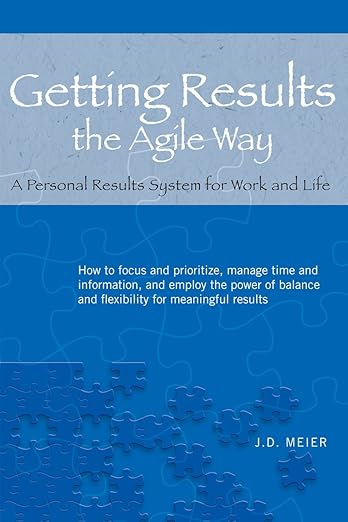 Getting Results
the Agile Way
A Personal Results System for Work and Life
How to focus and prioritize, manage time and
information, and employ the power of balance
and flexibility for meaningful results
J.D. MEIER